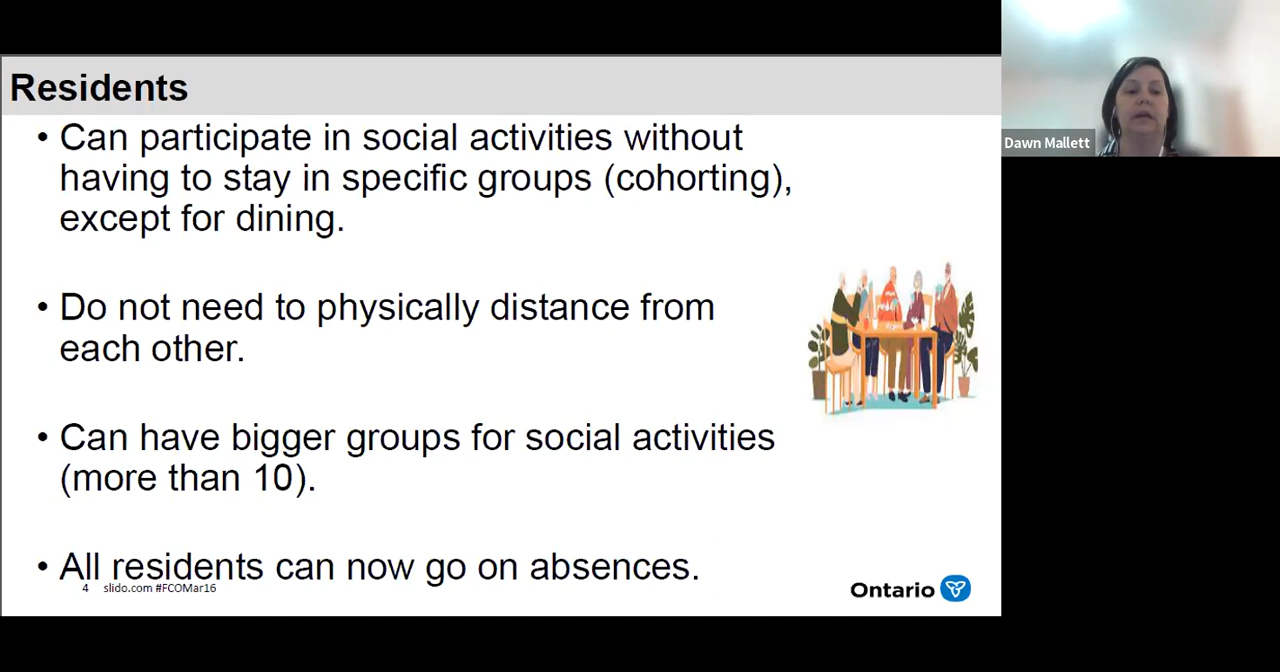 Residents
• Can participate in social activities without
having to stay in specific groups (cohorting),
except for dining.
• Do not need to physically distance from
each other.
• Can have bigger groups for social activities
(more than 10).
• All residents can now go on absences.
4 slido.com #FCOMar16
Ontario
Dawn Mallett